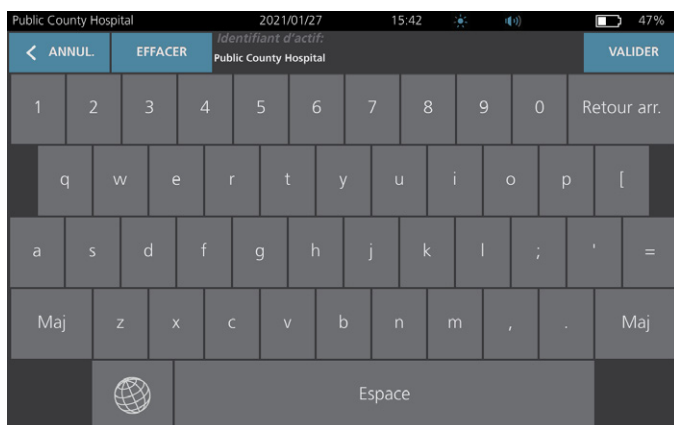 Public County Hospital 2021/01/27 15:42 47%
ANNUL. EFFACER Identifiant d'actif: VALIDER
Public County Hospital
1 2 3 4 5 6 7 8 9 0 Retour arr.
q w e r t y u i o p [
a s d f g h j k l ; ' =
Maj z x c v b n m , . Maj
Espace